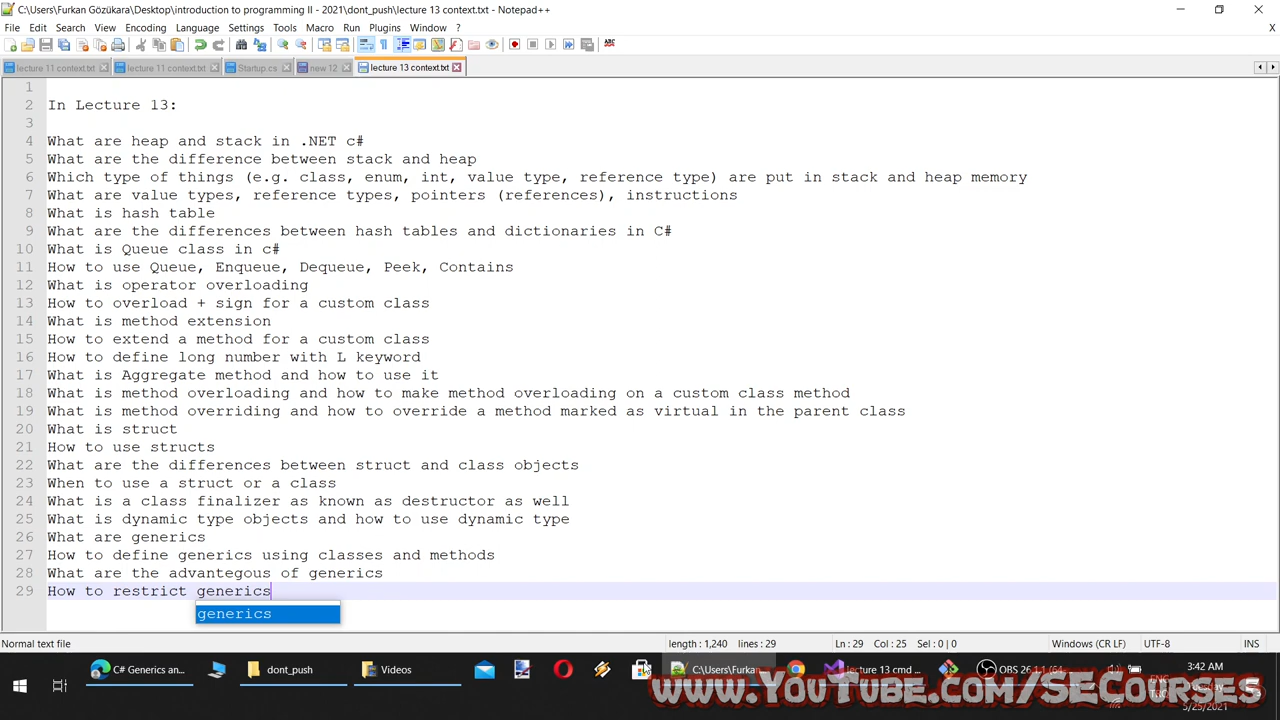 C:\Users\Furkan Gözükara\Desktop\introduction to programming II - 2021\dont_push\lecture 13 context.txt - Notepad++
File Edit Search View Encoding Language Settings Tools Macro Run Plugins Window ?
X
lecture 11 context.txt lecture 11 context.txt Startup.cs new 12 lecture 13 context.txt
1
2 In Lecture 13:
3
4 What are heap and stack in .NET c#
5 What are the difference between stack and heap
6 Which type of things (e.g. class, enum, int, value type, reference type) are put in stack and heap memory
7 What are value types, reference types, pointers (references), instructions
8 What is hash table
9 What are the differences between hash tables and dictionaries in C#
10 What is Queue class in c#
11 How to use Queue, Enqueue, Dequeue, Peek, Contains
12 What is operator overloading
13 How to overload + sign for a custom class
14 What is method extension
15 How to extend a method for a custom class
16 How to define long number with L keyword
17 What is Aggregate method and how to use it
18 What is method overloading and how to make method overloading on a custom class method
19 What is method overriding and how to override a method marked as virtual in the parent class
20 What is struct
21 How to use structs
22 What are the differences between struct and class objects
23 When to use a struct or a class
24 What is a class finalizer as known as destructor as well
25 What is dynamic type objects and how to use dynamic type
26 What are generics
27 How to define generics using classes and methods
28 What are the advantegous of generics
29 How to restrict generics
generics
Normal text file length : 1,240 lines : 29 Ln : 29 Col : 25 Sel : 0 | 0 Windows (CR LF) UTF-8 INS
C# Generics an... dont_push Videos C:\Users\Furkan lecture 13 cmd ... OBS 26.1.1 (64 ENG 3:42 AM
5/25/2021
www.YouTube.com/SECourses